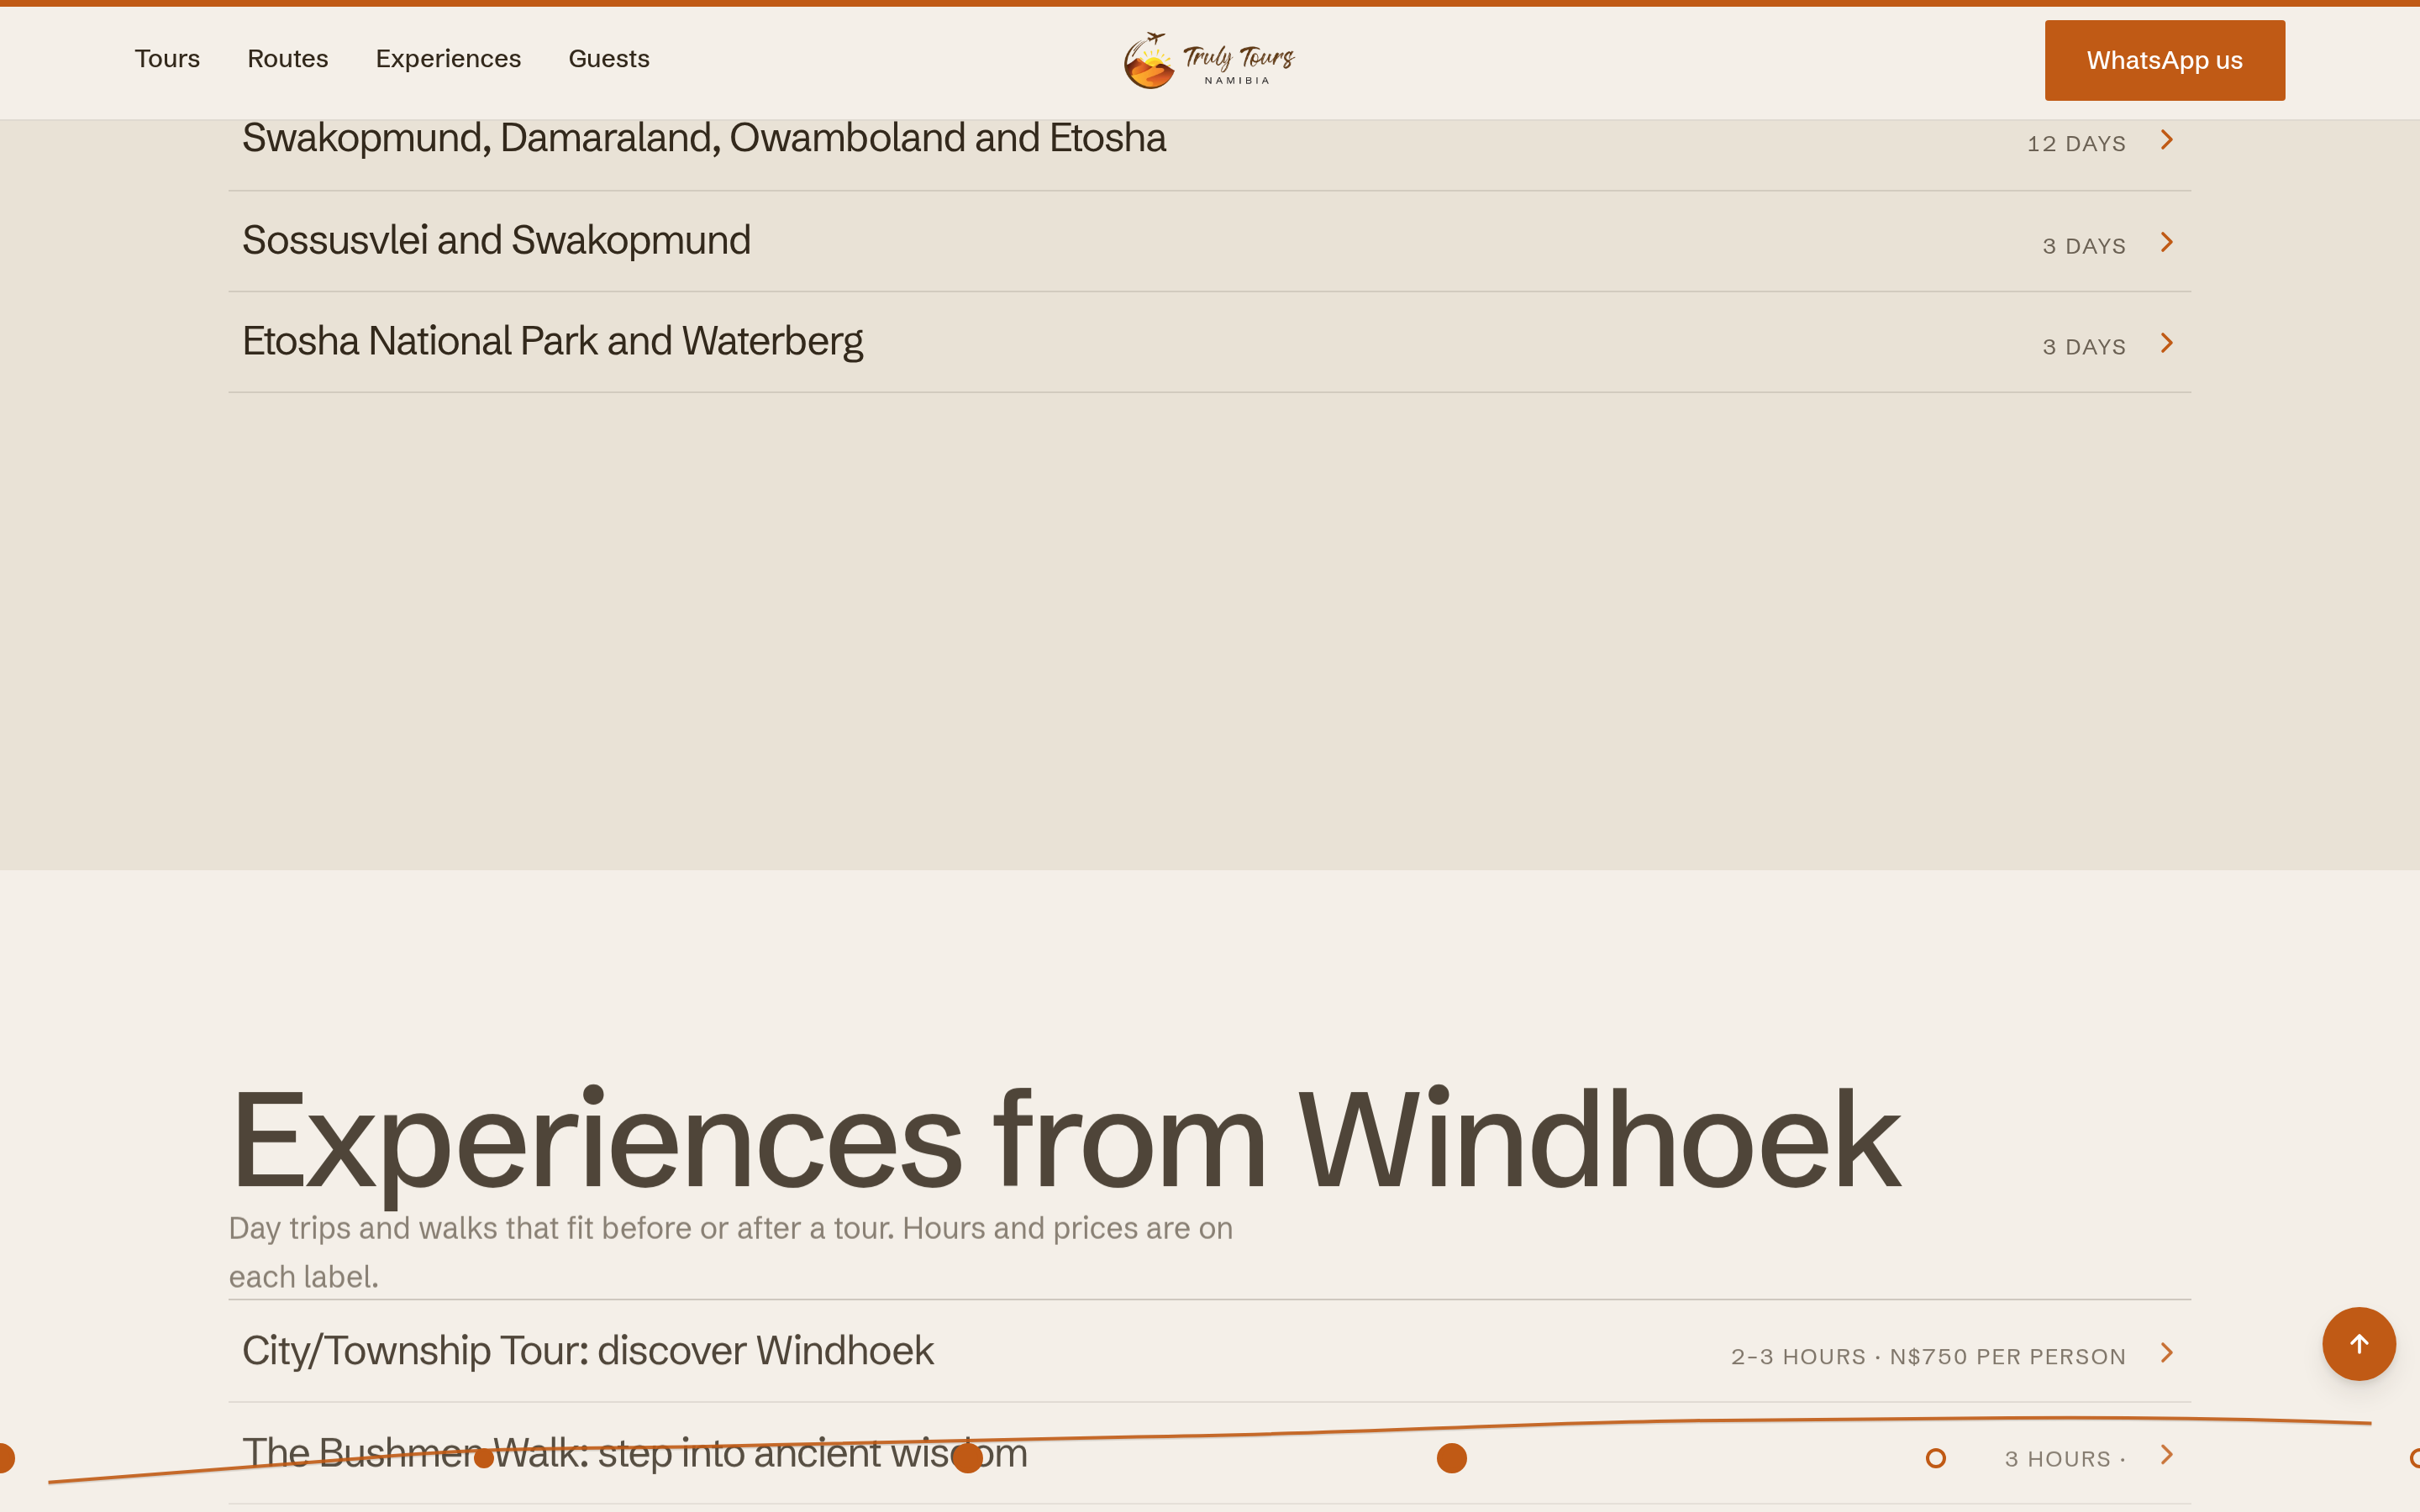 Tours Routes Experiences Guests
Truly Tours
NAMIBIA
WhatsApp us
Swakopmund, Damaraland, Owamboland and Etosha 12 DAYS
Sossusvlei and Swakopmund 3 DAYS
Etosha National Park and Waterberg 3 DAYS
Experiences from Windhoek
Day trips and walks that fit before or after a tour. Hours and prices are on
each label.
City/Township Tour: discover Windhoek 2–3 HOURS · N$750 PER PERSON
The Bushmen Walk: step into ancient wisdom 3 HOURS ·